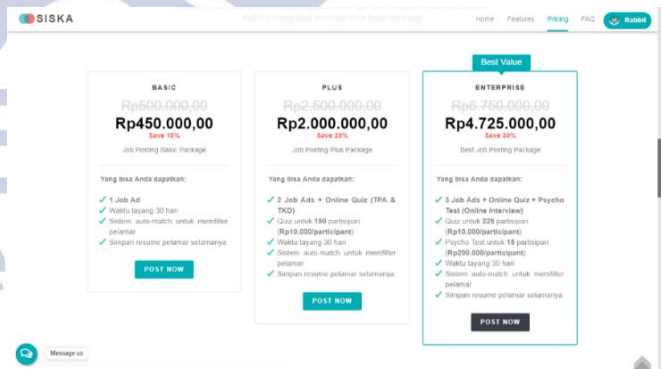 SISKA
Home Features Pricing FAQ Rabbit
Best Value
BASIC
Rp500.000,00
Rp450.000,00
Save 10%
Job Posting Basic Package
Yang bisa Anda dapatkan:
1 Job Ad
Waktu tayang 30 hari
Sistem auto-match untuk memfilter
pelamar
Simpan resume pelamar selamanya
POST NOW
PLUS
Rp2.500.000,00
Rp2.000.000,00
Save 20%
Job Posting Plus Package
Yang bisa Anda dapatkan:
2 Job Ads + Online Quiz (TPA &
TKD)
Quiz untuk 150 partisipan
(Rp10.000/participant)
Waktu tayang 30 hari
Sistem auto-match untuk memfilter
pelamar
Simpan resume pelamar selamanya
POST NOW
ENTERPRISE
Rp6.750.000,00
Rp4.725.000,00
Save 30%
Best Job Posting Package
Yang bisa Anda dapatkan:
3 Job Ads + Online Quiz + Psycho
Test (Online Interview)
Quiz untuk 225 partisipan
(Rp10.000/participant)
Psycho Test untuk 15 partisipan
(Rp200.000/participant)
Waktu tayang 30 hari
Sistem auto-match untuk memfilter
pelamar
Simpan resume pelamar selamanya
POST NOW
Message us